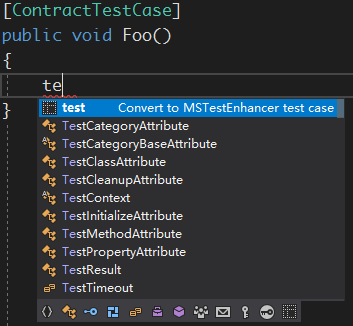 [ContractTestCase]
public void Foo()
{
te
}
test Convert to MSTestEnhancer test case
TestCategoryAttribute
TestCategoryBaseAttribute
TestClassAttribute
TestCleanupAttribute
TestContext
TestInitializeAttribute
TestMethodAttribute
TestPropertyAttribute
TestResult
TestTimeout